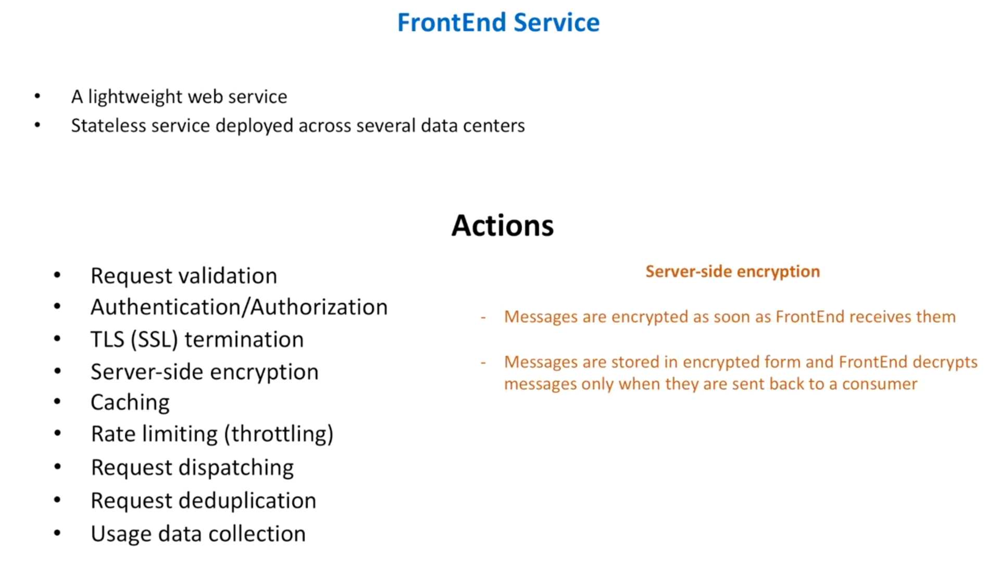 FrontEnd Service
• A lightweight web service
• Stateless service deployed across several data centers
Actions
• Request validation
• Authentication/Authorization
• TLS (SSL) termination
• Server-side encryption
• Caching
• Rate limiting (throttling)
• Request dispatching
• Request deduplication
• Usage data collection
Server-side encryption
- Messages are encrypted as soon as FrontEnd receives them
- Messages are stored in encrypted form and FrontEnd decrypts
messages only when they are sent back to a consumer